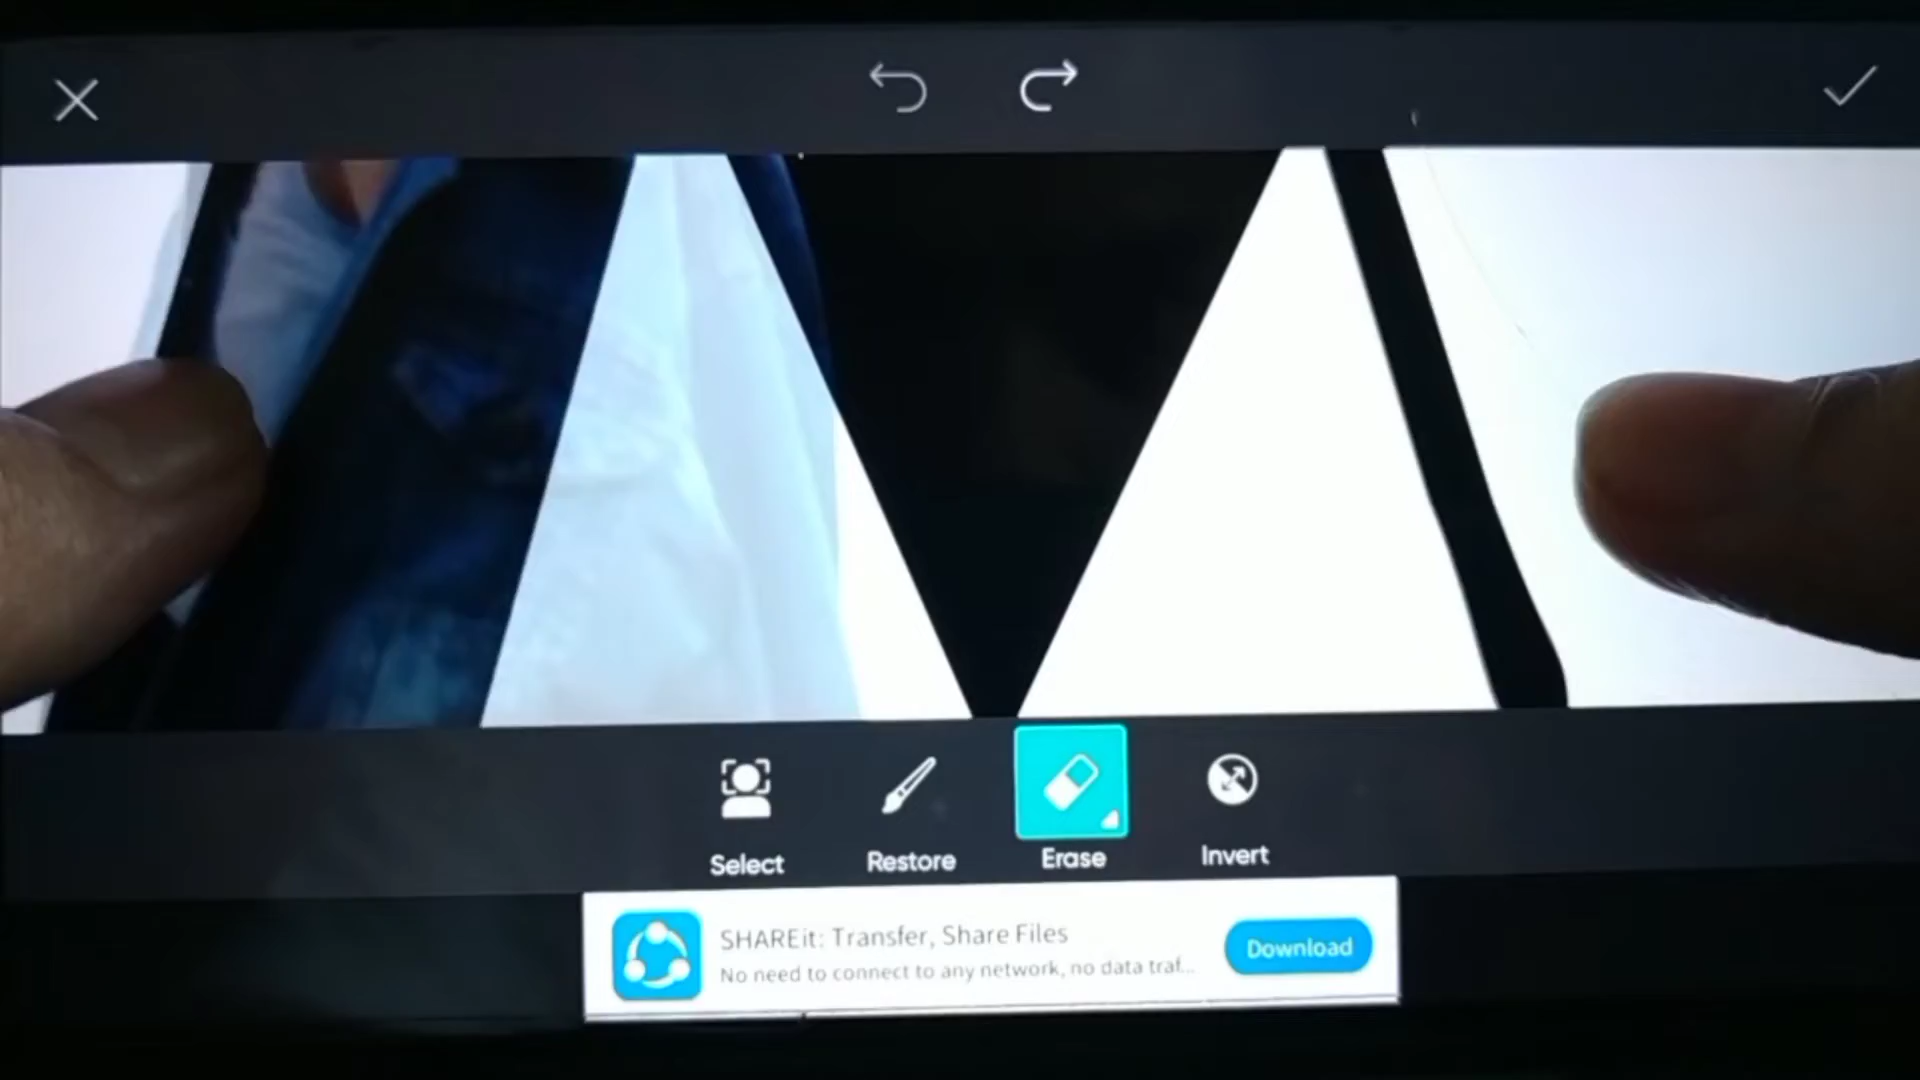 Select
Restore
Erase
Invert
SHAREit: Transfer, Share Files
No need to connect to any network, no data traf...
Download